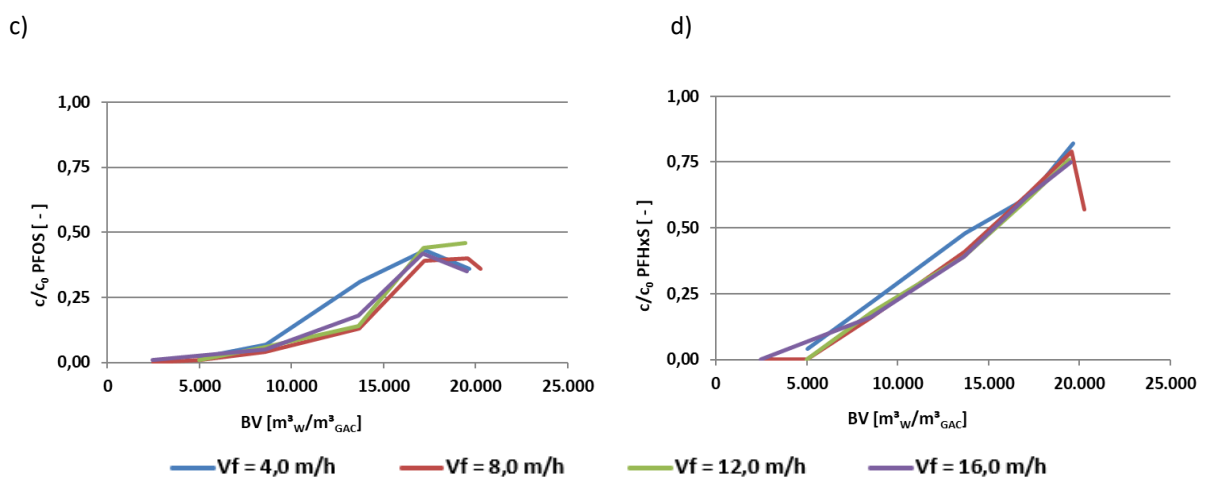 c)
1,00
0,75
0,50
0,25
0,00
c/c₀ PFOS [ - ]
0 5.000 10.000 15.000 20.000 25.000
BV [m³W/m³GAC]
d)
1,00
0,75
0,50
0,25
0,00
c/c₀ PFHxS [ - ]
0 5.000 10.000 15.000 20.000 25.000
BV [m³W/m³GAC]
Vf = 4,0 m/h Vf = 8,0 m/h Vf = 12,0 m/h Vf = 16,0 m/h